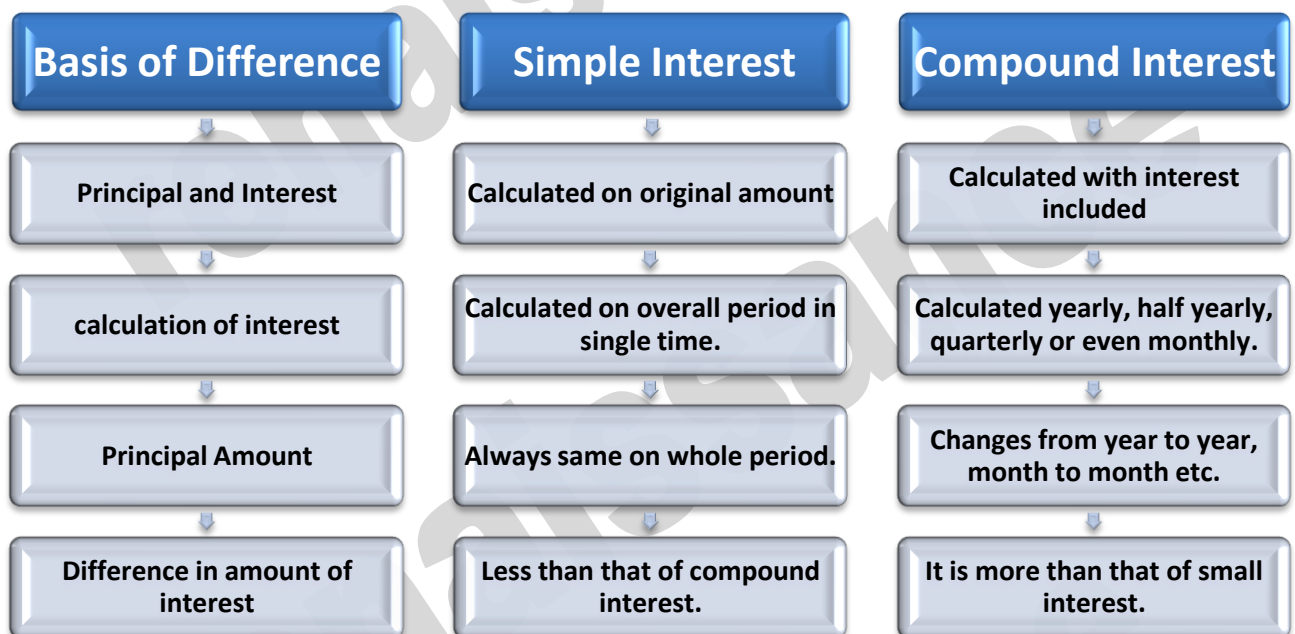 Basis of Difference
Simple Interest
Compound Interest
Principal and Interest
Calculated on original amount
Calculated with interest
included
calculation of interest
Calculated on overall period in
single time.
Calculated yearly, half yearly,
quarterly or even monthly.
Principal Amount
Always same on whole period.
Changes from year to year,
month to month etc.
Difference in amount of
interest
Less than that of compound
interest.
It is more than that of small
interest.